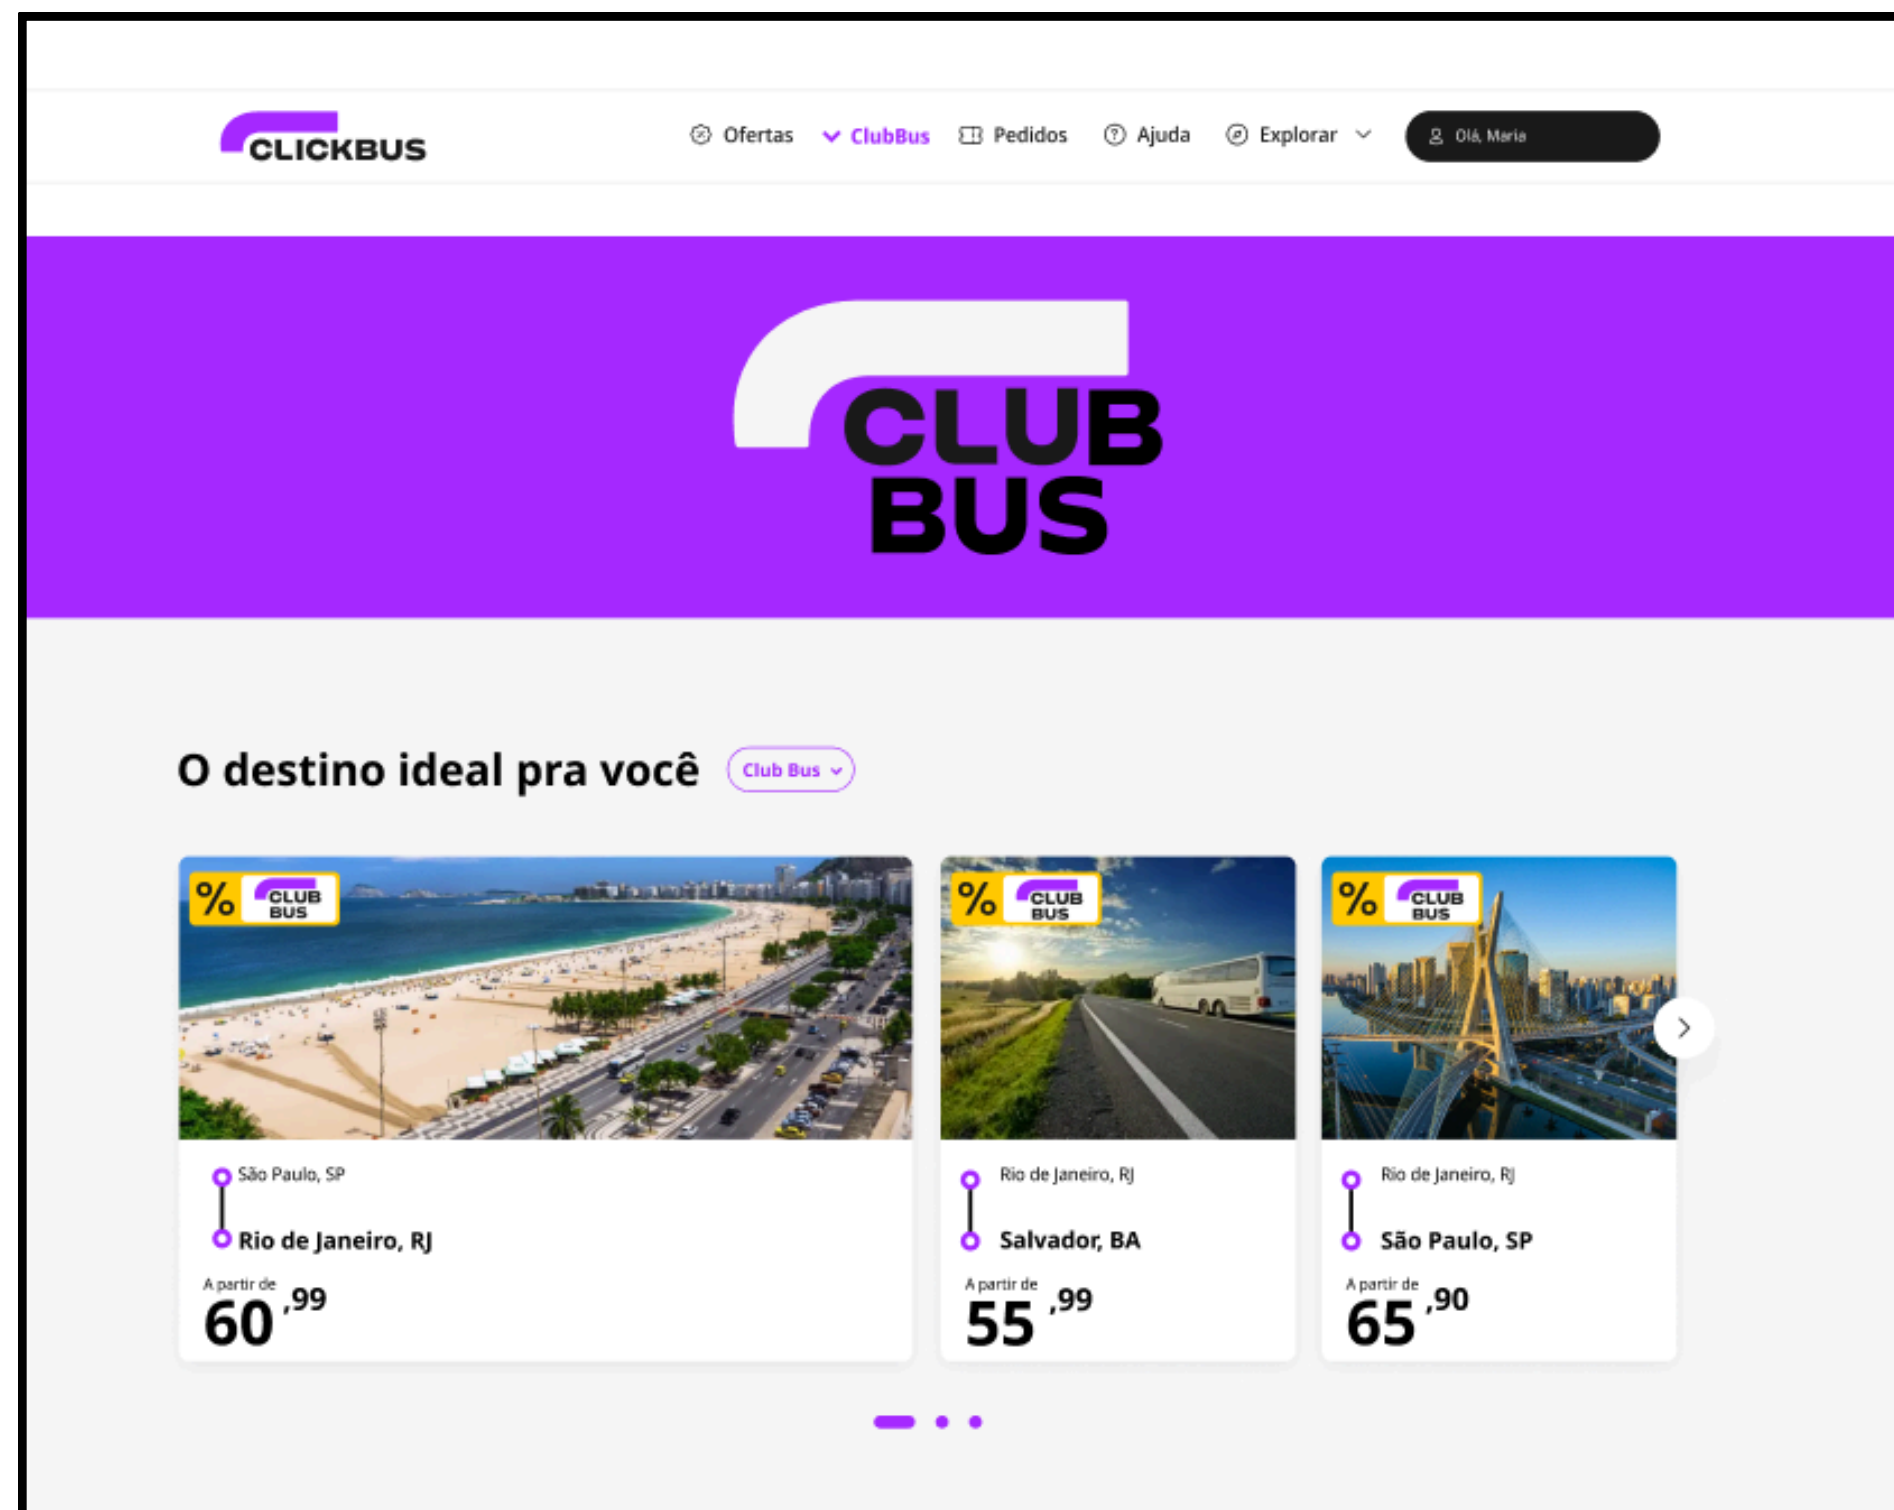 CLICKBUS
Ofertas ClubBus Pedidos Ajuda Explorar Olá, Maria
CLUB
BUS
O destino ideal pra você Club Bus
% CLUB
BUS
São Paulo, SP
Rio de Janeiro, RJ
A partir de
60,99
% CLUB
BUS
Rio de Janeiro, RJ
Salvador, BA
A partir de
55,99
% CLUB
BUS
Rio de Janeiro, RJ
São Paulo, SP
A partir de
65,90